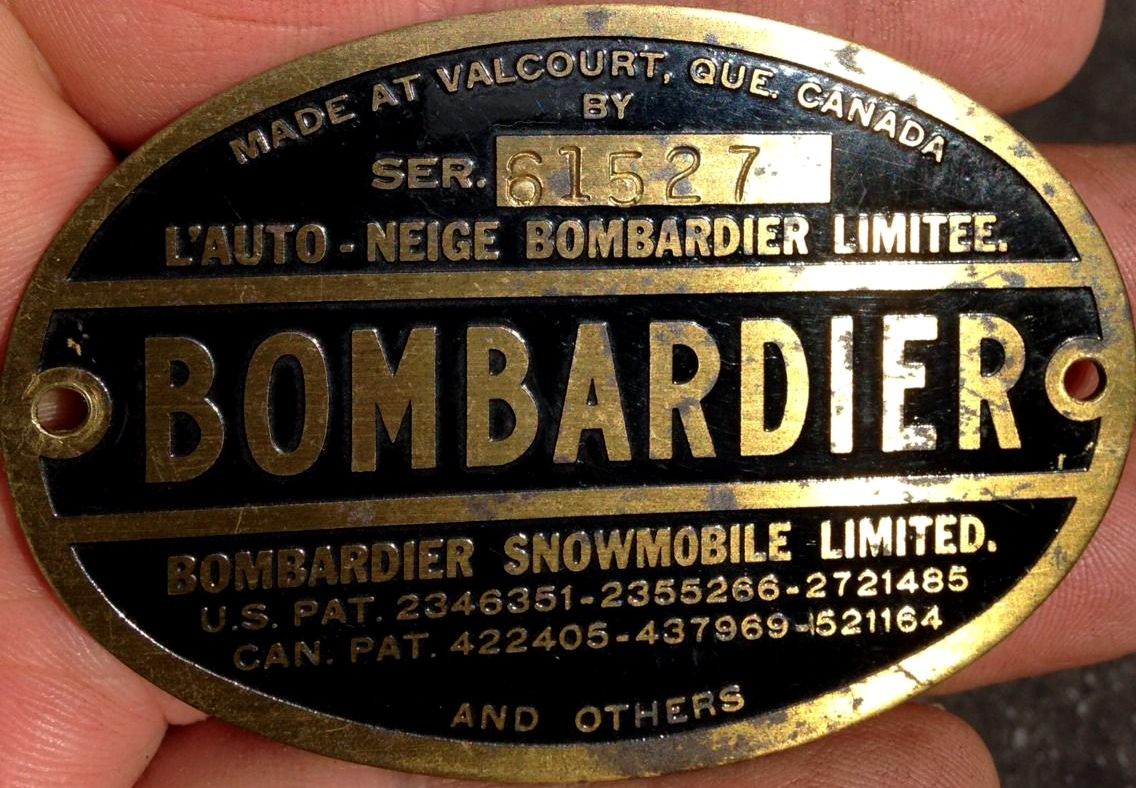 MADE AT VALCOURT, QUE. CANADA
BY
SER. 61527
L'AUTO - NEIGE BOMBARDIER LIMITEE.
BOMBARDIER
BOMBARDIER SNOWMOBILE LIMITED.
U.S. PAT. 2346351-2355266-2721485
CAN. PAT. 422405-437969-521164
AND OTHERS